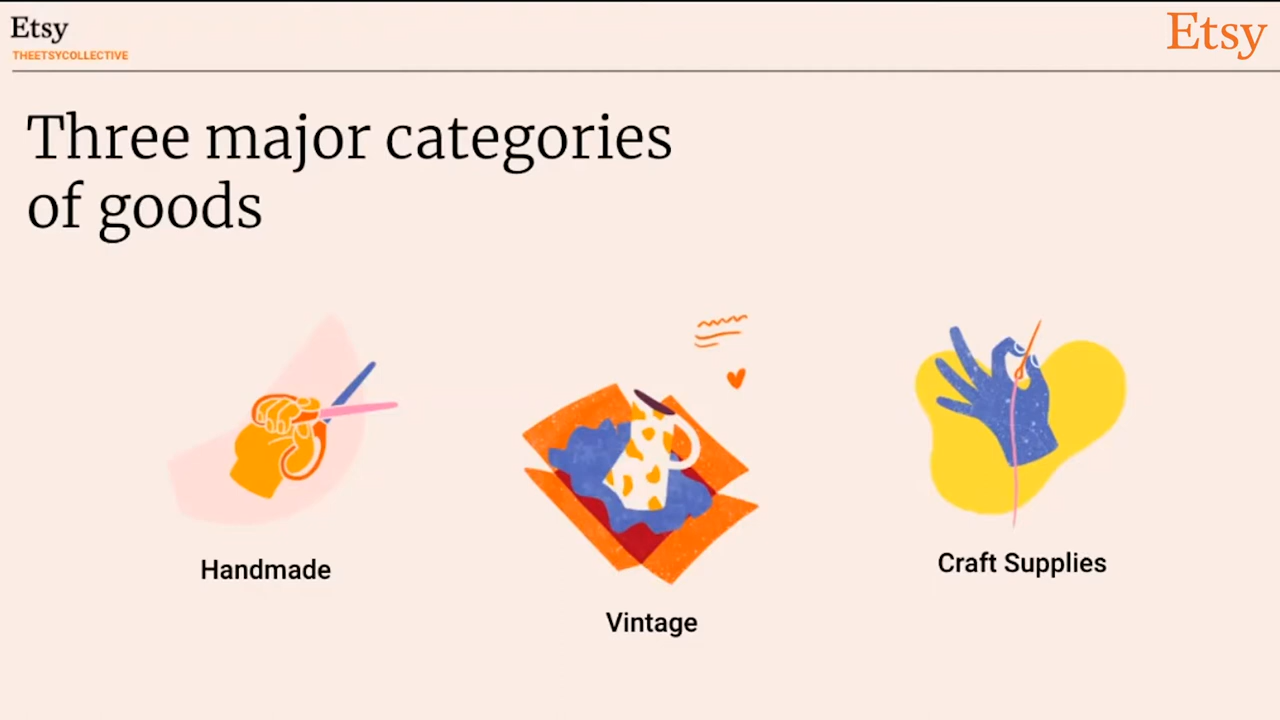 Etsy
THEETSYCOLLECTIVE
Etsy
Three major categories
of goods
Handmade
Vintage
Craft Supplies